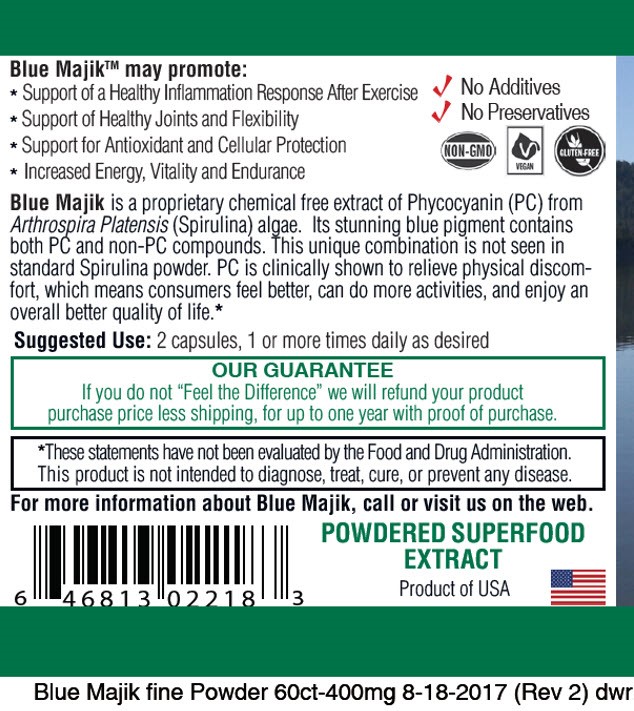 Blue Majik™ may promote:
* Support of a Healthy Inflammation Response After Exercise
* Support of Healthy Joints and Flexibility
* Support for Antioxidant and Cellular Protection
* Increased Energy, Vitality and Endurance
No Additives
No Preservatives
NON-GMO
VEGAN
GLUTEN-FREE
Blue Majik is a proprietary chemical free extract of Phycocyanin (PC) from
Arthrospira Platensis (Spirulina) algae. Its stunning blue pigment contains
both PC and non-PC compounds. This unique combination is not seen in
standard Spirulina powder. PC is clinically shown to relieve physical discom-
fort, which means consumers feel better, can do more activities, and enjoy an
overall better quality of life.*
Suggested Use: 2 capsules, 1 or more times daily as desired
OUR GUARANTEE
If you do not “Feel the Difference” we will refund your product
purchase price less shipping, for up to one year with proof of purchase.
*These statements have not been evaluated by the Food and Drug Administration.
This product is not intended to diagnose, treat, cure, or prevent any disease.
For more information about Blue Majik, call or visit us on the web.
POWDERED SUPERFOOD
EXTRACT
Product of USA
6 46813 02218 3
Blue Majik fine Powder 60ct-400mg 8-18-2017 (Rev 2) dwr